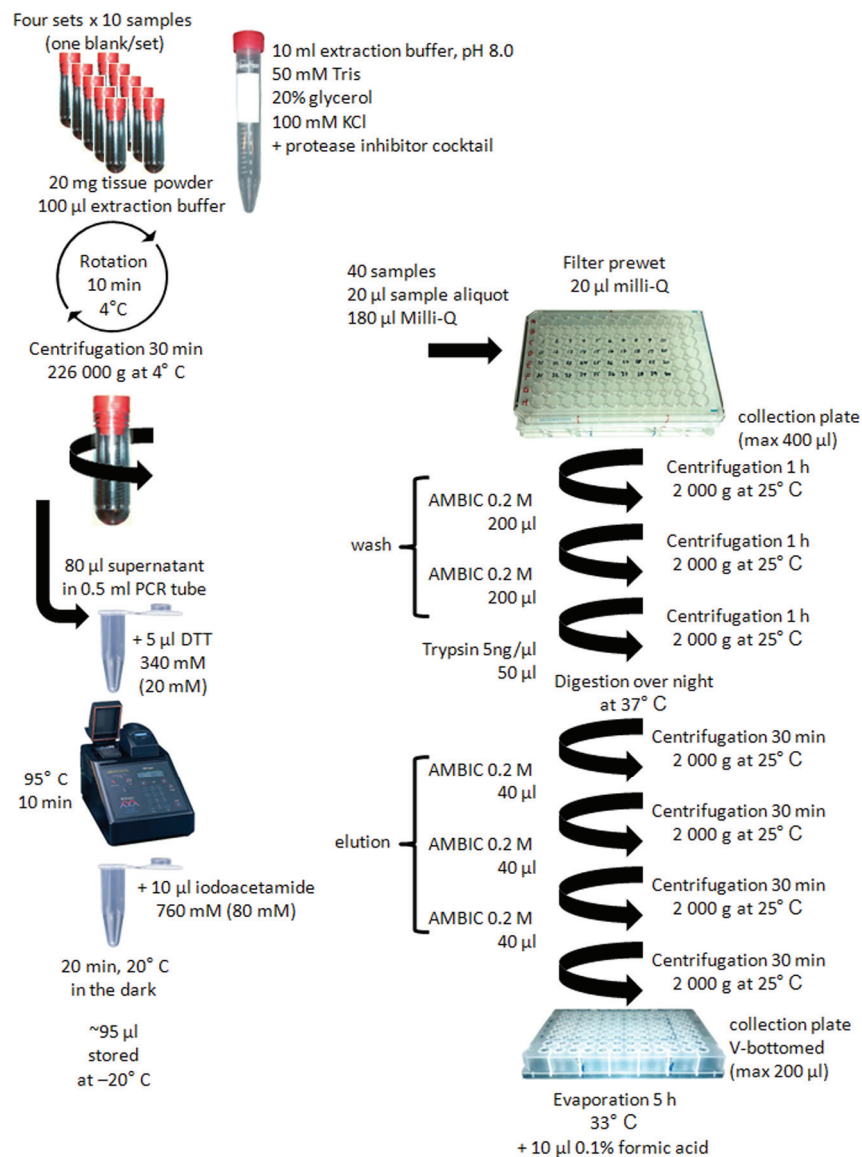 Four sets x 10 samples
(one blank/set)
10 ml extraction buffer, pH 8.0
50 mM Tris
20% glycerol
100 mM KCl
+ protease inhibitor cocktail
20 mg tissue powder
100 µl extraction buffer
Rotation
10 min
4°C
Centrifugation 30 min
226 000 g at 4° C
80 µl supernatant
in 0.5 ml PCR tube
+ 5 µl DTT
340 mM
(20 mM)
95° C
10 min
+ 10 µl iodoacetamide
760 mM (80 mM)
20 min, 20° C
in the dark
~95 µl
stored
at –20° C
40 samples
20 µl sample aliquot
180 µl Milli-Q
Filter prewet
20 µl milli-Q
collection plate
(max 400 µl)
Centrifugation 1 h
2 000 g at 25° C
wash
AMBIC 0.2 M
200 µl
Centrifugation 1 h
2 000 g at 25° C
AMBIC 0.2 M
200 µl
Centrifugation 1 h
2 000 g at 25° C
Trypsin 5ng/µl
50 µl
Digestion over night
at 37° C
Centrifugation 30 min
2 000 g at 25° C
elution
AMBIC 0.2 M
40 µl
Centrifugation 30 min
2 000 g at 25° C
AMBIC 0.2 M
40 µl
Centrifugation 30 min
2 000 g at 25° C
AMBIC 0.2 M
40 µl
Centrifugation 30 min
2 000 g at 25° C
collection plate
V-bottomed
(max 200 µl)
Evaporation 5 h
33° C
+ 10 µl 0.1% formic acid